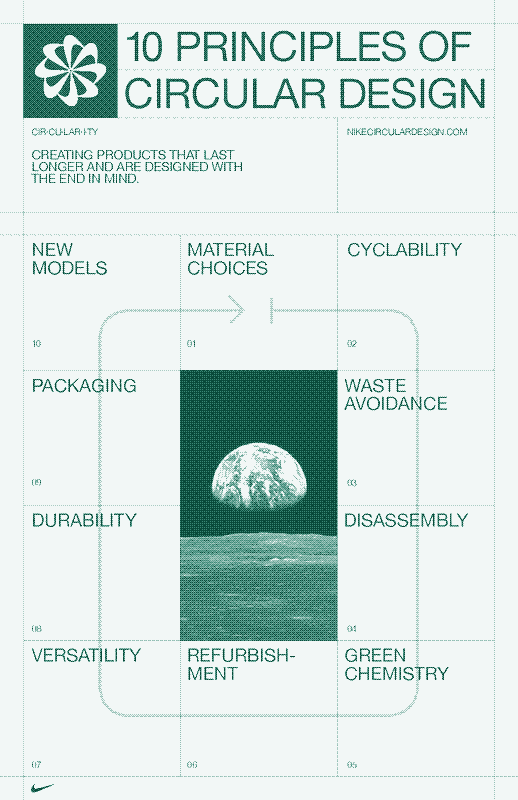 10 PRINCIPLES OF
CIRCULAR DESIGN
CIR·CU·LAR·I·TY
NIKECIRCULARDESIGN.COM
CREATING PRODUCTS THAT LAST
LONGER AND ARE DESIGNED WITH
THE END IN MIND.
NEW
MODELS
10
MATERIAL
CHOICES
01
CYCLABILITY
02
PACKAGING
09
WASTE
AVOIDANCE
03
DURABILITY
08
DISASSEMBLY
04
VERSATILITY
07
REFURBISH-
MENT
06
GREEN
CHEMISTRY
05